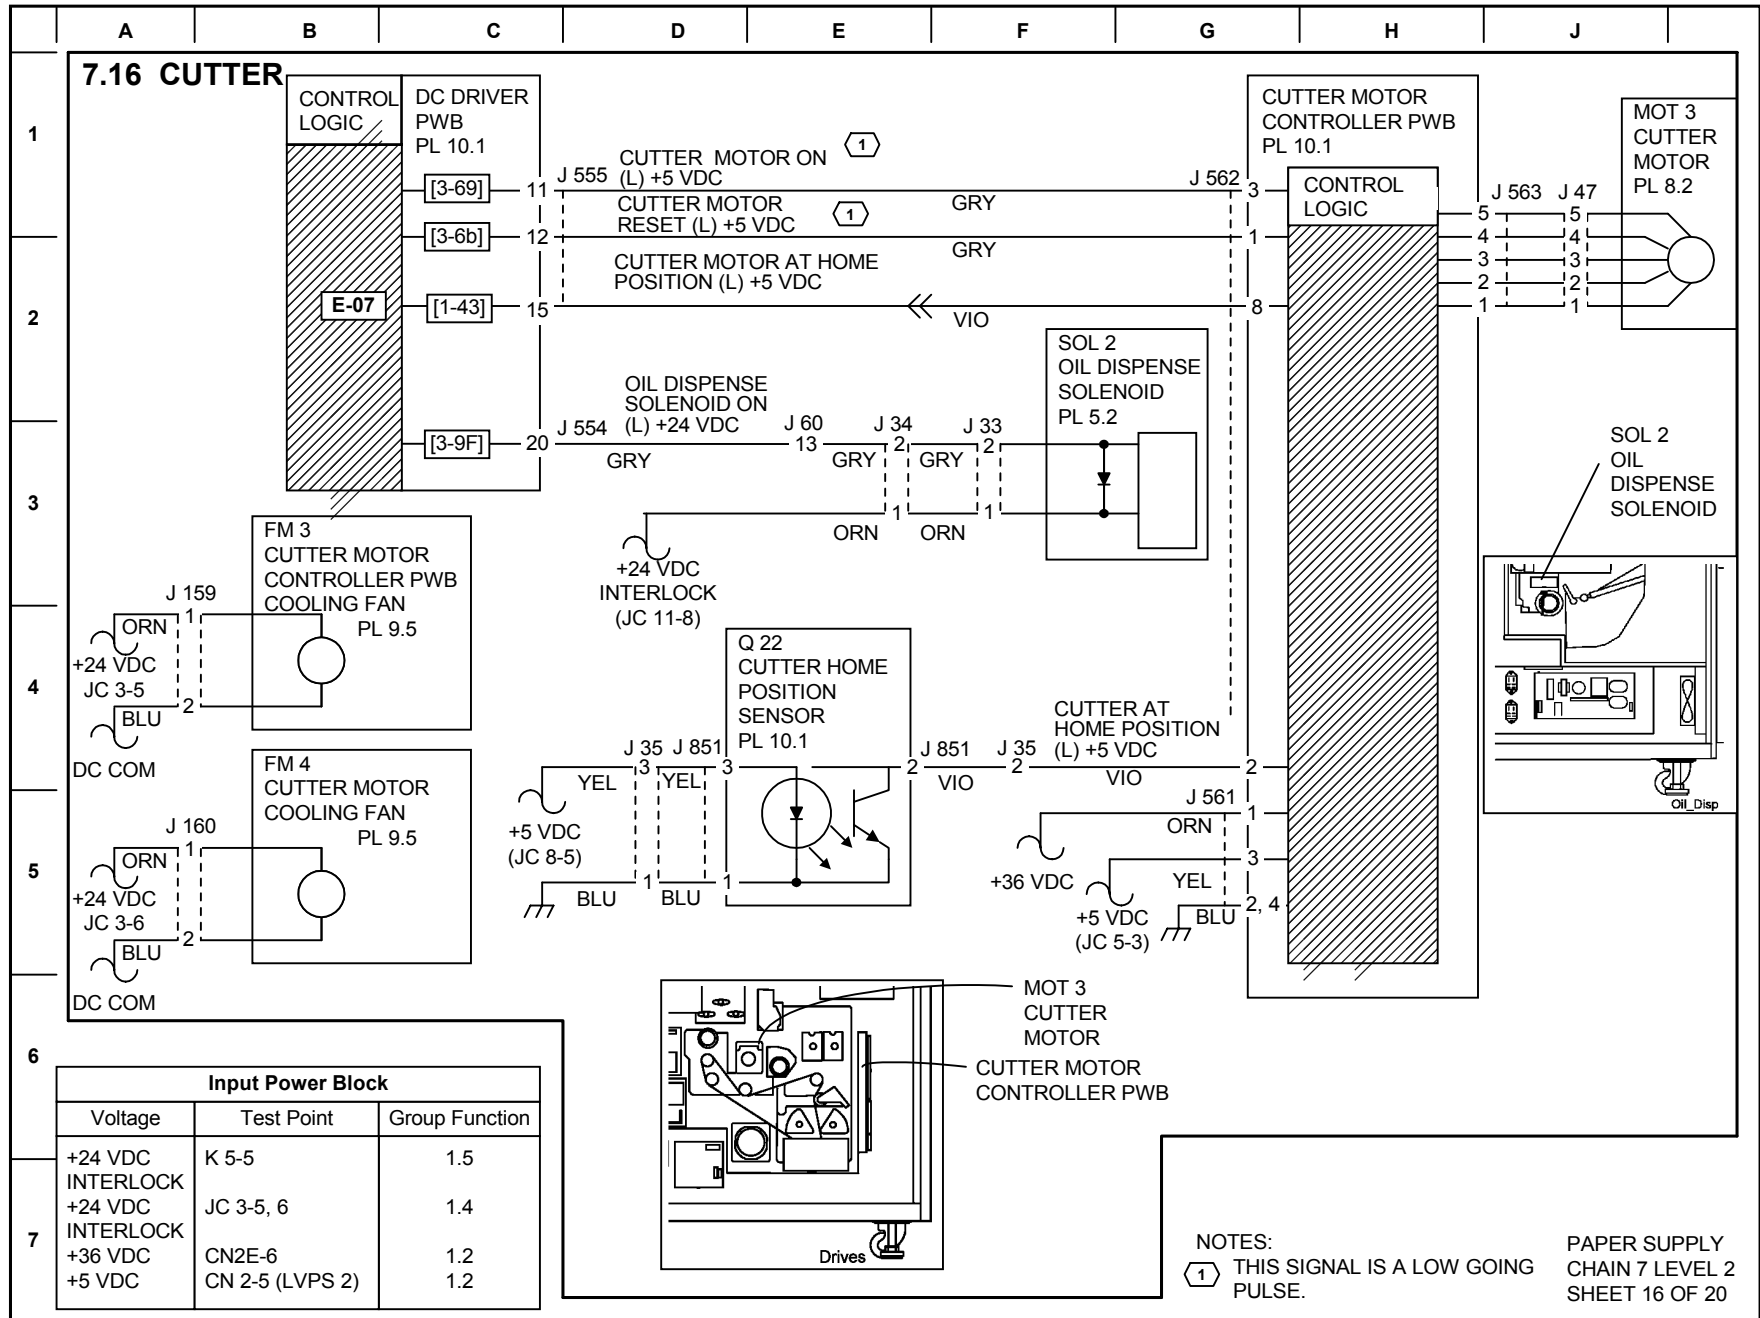 A B C D E F G H J
7.16 CUTTER
1
2
3
4
5
6
7
CONTROL
LOGIC
DC DRIVER
PWB
PL 10.1
[3-69]
[3-6b]
E-07
[1-43]
[3-9F]
11
12
15
20
J 555
CUTTER MOTOR ON
(L) +5 VDC
1
CUTTER MOTOR
RESET (L) +5 VDC
1
CUTTER MOTOR AT HOME
POSITION (L) +5 VDC
GRY
GRY
VIO
J 562
3
1
8
CUTTER MOTOR
CONTROLLER PWB
PL 10.1
CONTROL
LOGIC
J 563 J 47
5 5
4 4
3 3
2 2
1 1
MOT 3
CUTTER
MOTOR
PL 8.2
J 554
OIL DISPENSE
SOLENOID ON
(L) +24 VDC
GRY
J 60
13
GRY
J 34
2
GRY
J 33
2
1
1
ORN
ORN
+24 VDC
INTERLOCK
(JC 11-8)
SOL 2
OIL DISPENSE
SOLENOID
PL 5.2
SOL 2
OIL
DISPENSE
SOLENOID
Oil_Disp
FM 3
CUTTER MOTOR
CONTROLLER PWB
COOLING FAN
PL 9.5
J 159
1
ORN
+24 VDC
JC 3-5
2
BLU
DC COM
FM 4
CUTTER MOTOR
COOLING FAN
PL 9.5
J 160
1
ORN
+24 VDC
JC 3-6
2
BLU
DC COM
Q 22
CUTTER HOME
POSITION
SENSOR
PL 10.1
J 35 J 851
3
3
YEL
YEL
+5 VDC
(JC 8-5)
1
1
BLU
BLU
J 851
2
VIO
J 35
2
CUTTER AT
HOME POSITION
(L) +5 VDC
VIO
2
J 561
1
ORN
+36 VDC
3
YEL
+5 VDC
(JC 5-3)
2, 4
BLU
MOT 3
CUTTER
MOTOR
CUTTER MOTOR
CONTROLLER PWB
Drives
Input Power Block
Voltage Test Point Group Function
+24 VDC K 5-5 1.5
INTERLOCK
+24 VDC JC 3-5, 6 1.4
INTERLOCK
+36 VDC CN2E-6 1.2
+5 VDC CN 2-5 (LVPS 2) 1.2
NOTES:
1 THIS SIGNAL IS A LOW GOING
PULSE.
PAPER SUPPLY
CHAIN 7 LEVEL 2
SHEET 16 OF 20